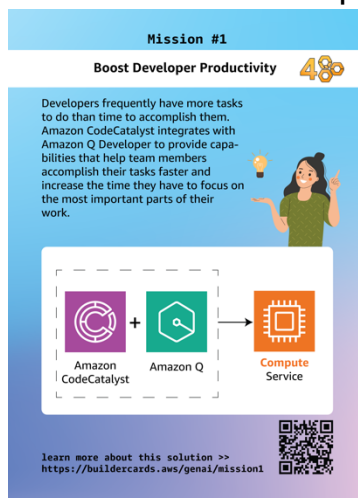 Mission #1
Boost Developer Productivity
4
Developers frequently have more tasks
to do than time to accomplish them.
Amazon CodeCatalyst integrates with
Amazon Q Developer to provide capa-
bilities that help team members
accomplish their tasks faster and
increase the time they have to focus on
the most important parts of their
work.
+
Amazon
CodeCatalyst
Amazon Q
Compute
Service
learn more about this solution >>
https://buildercards.aws/genai/mission1